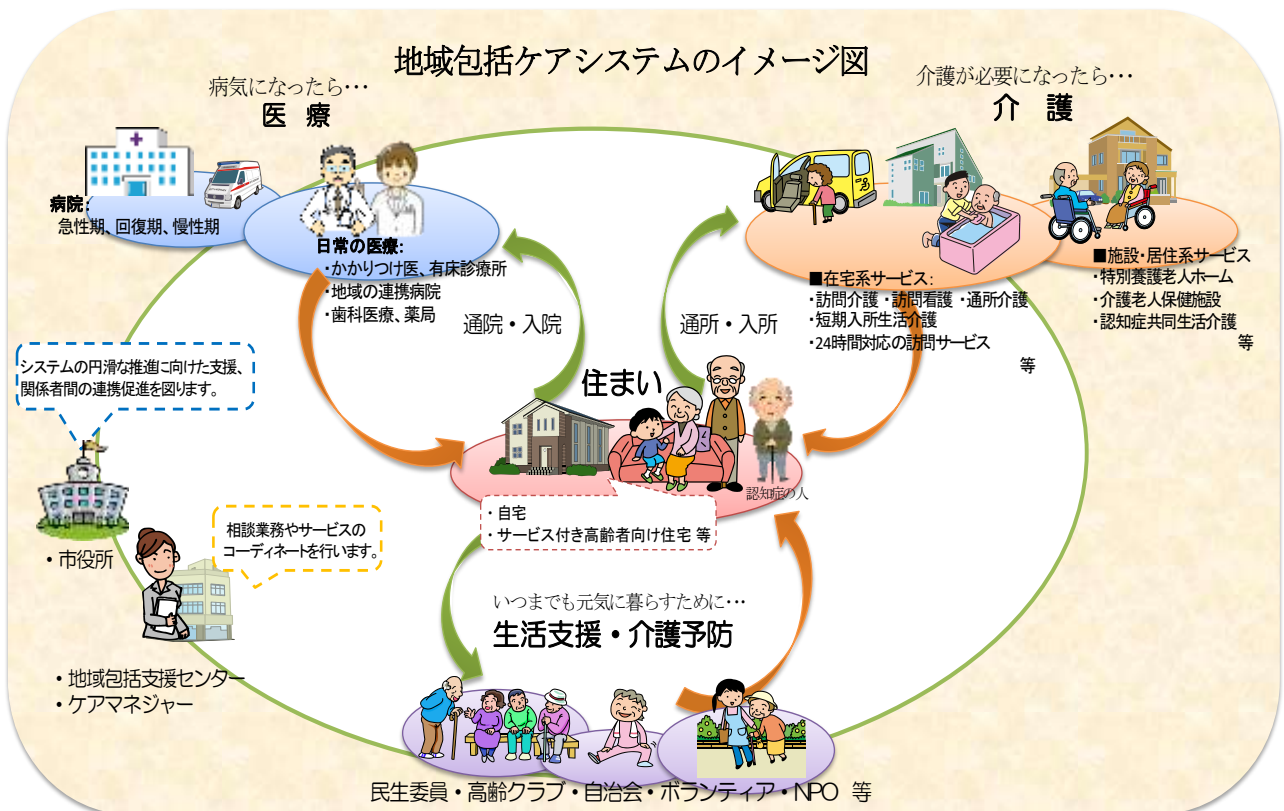 地域包括ケアシステムのイメージ図
病気になったら･･･
医 療
介護が必要になったら･･･
介 護
病院:
急性期、回復期、慢性期
日常の医療:
・かかりつけ医、有床診療所
・地域の連携病院
・歯科医療、薬局
■在宅系サービス:
・訪問介護 ・訪問看護 ・通所介護
・短期入所生活介護
・24時間対応の訪問サービス
等
■施設・居住系サービス
・特別養護老人ホーム
・介護老人保健施設
・認知症共同生活介護
等
通院・入院
通所・入所
システムの円滑な推進に向けた支援、
関係者間の連携促進を図ります。
・市役所
住まい
認知症の人
・自宅
・サービス付き高齢者向け住宅 等
相談業務やサービスの
コーディネートを行います。
・地域包括支援センター
・ケアマネジャー
いつまでも元気に暮らすために･･･
生活支援・介護予防
民生委員・高齢クラブ・自治会・ボランティア・NPO 等